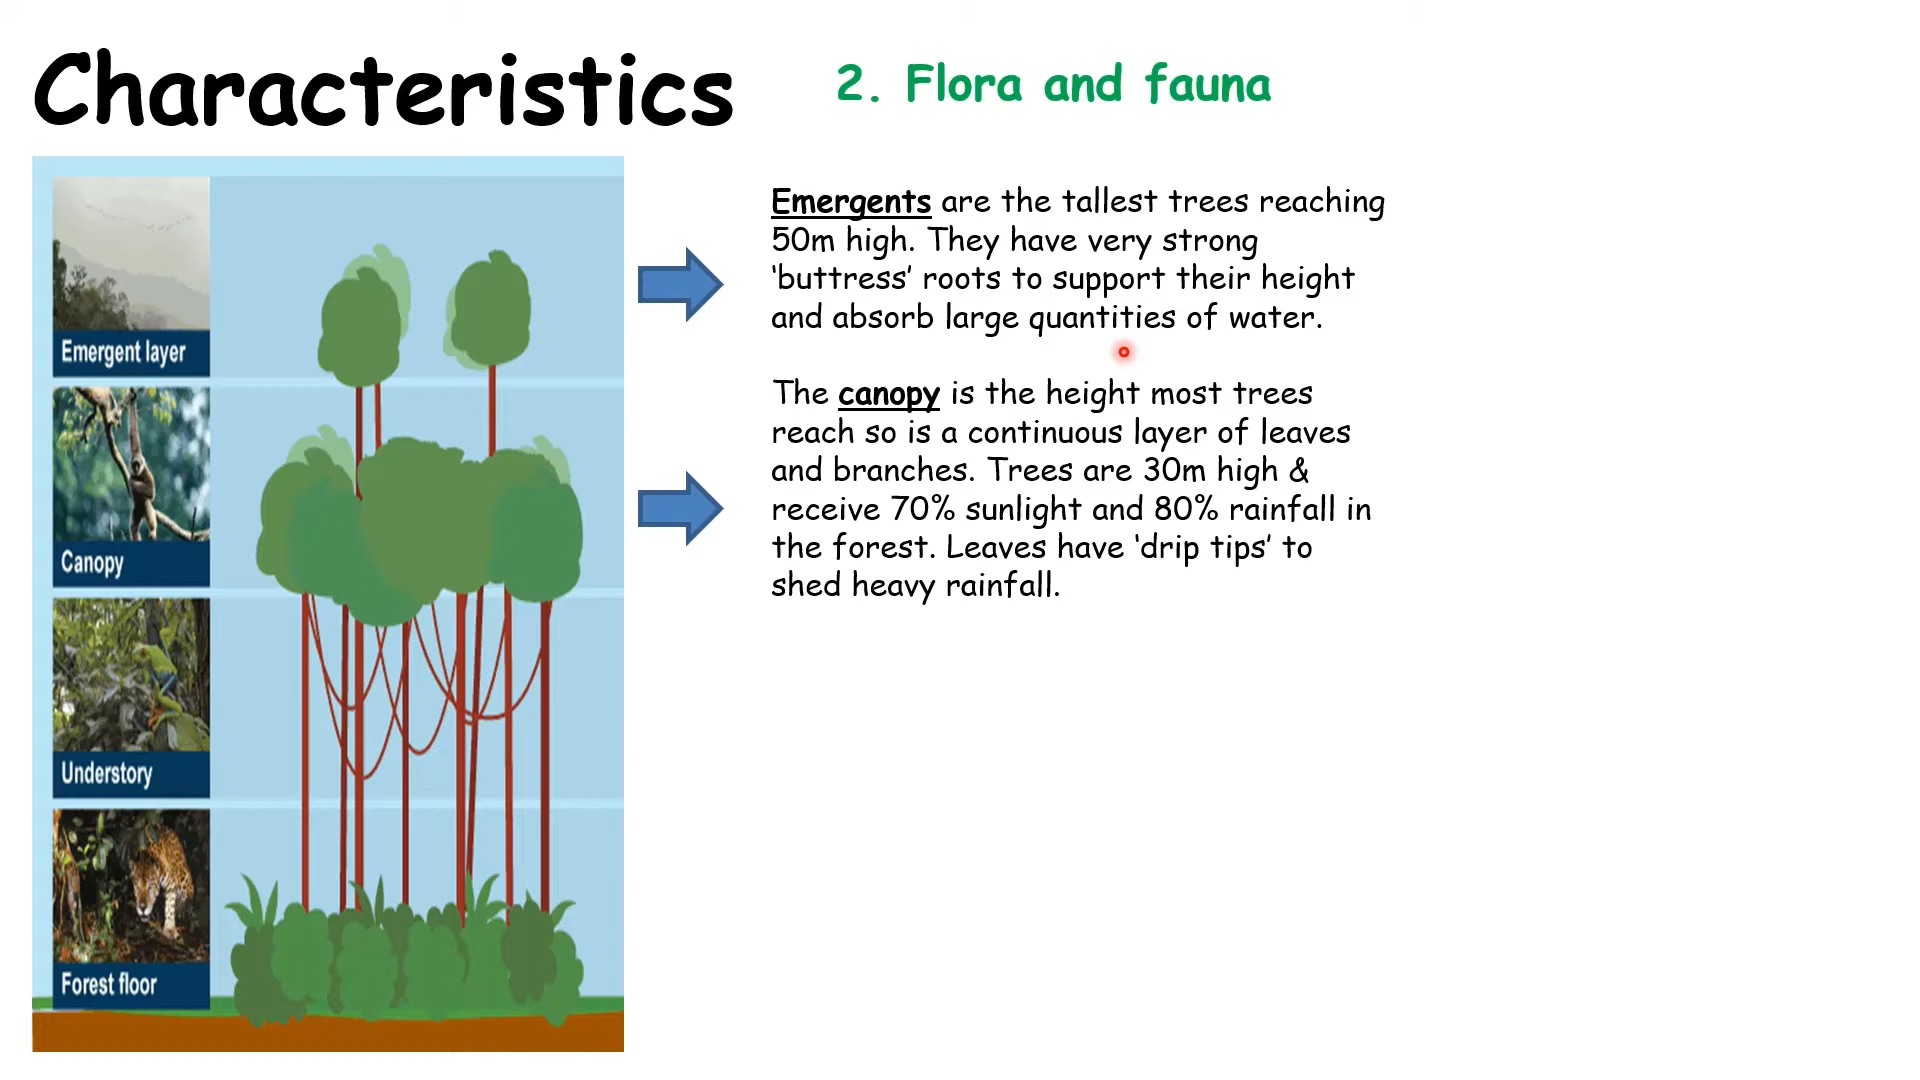 Characteristics
2. Flora and fauna
Emergent layer
Canopy
Understory
Forest floor
Emergents are the tallest trees reaching
50m high. They have very strong
‘buttress’ roots to support their height
and absorb large quantities of water.
The canopy is the height most trees
reach so is a continuous layer of leaves
and branches. Trees are 30m high &
receive 70% sunlight and 80% rainfall in
the forest. Leaves have ‘drip tips’ to
shed heavy rainfall.